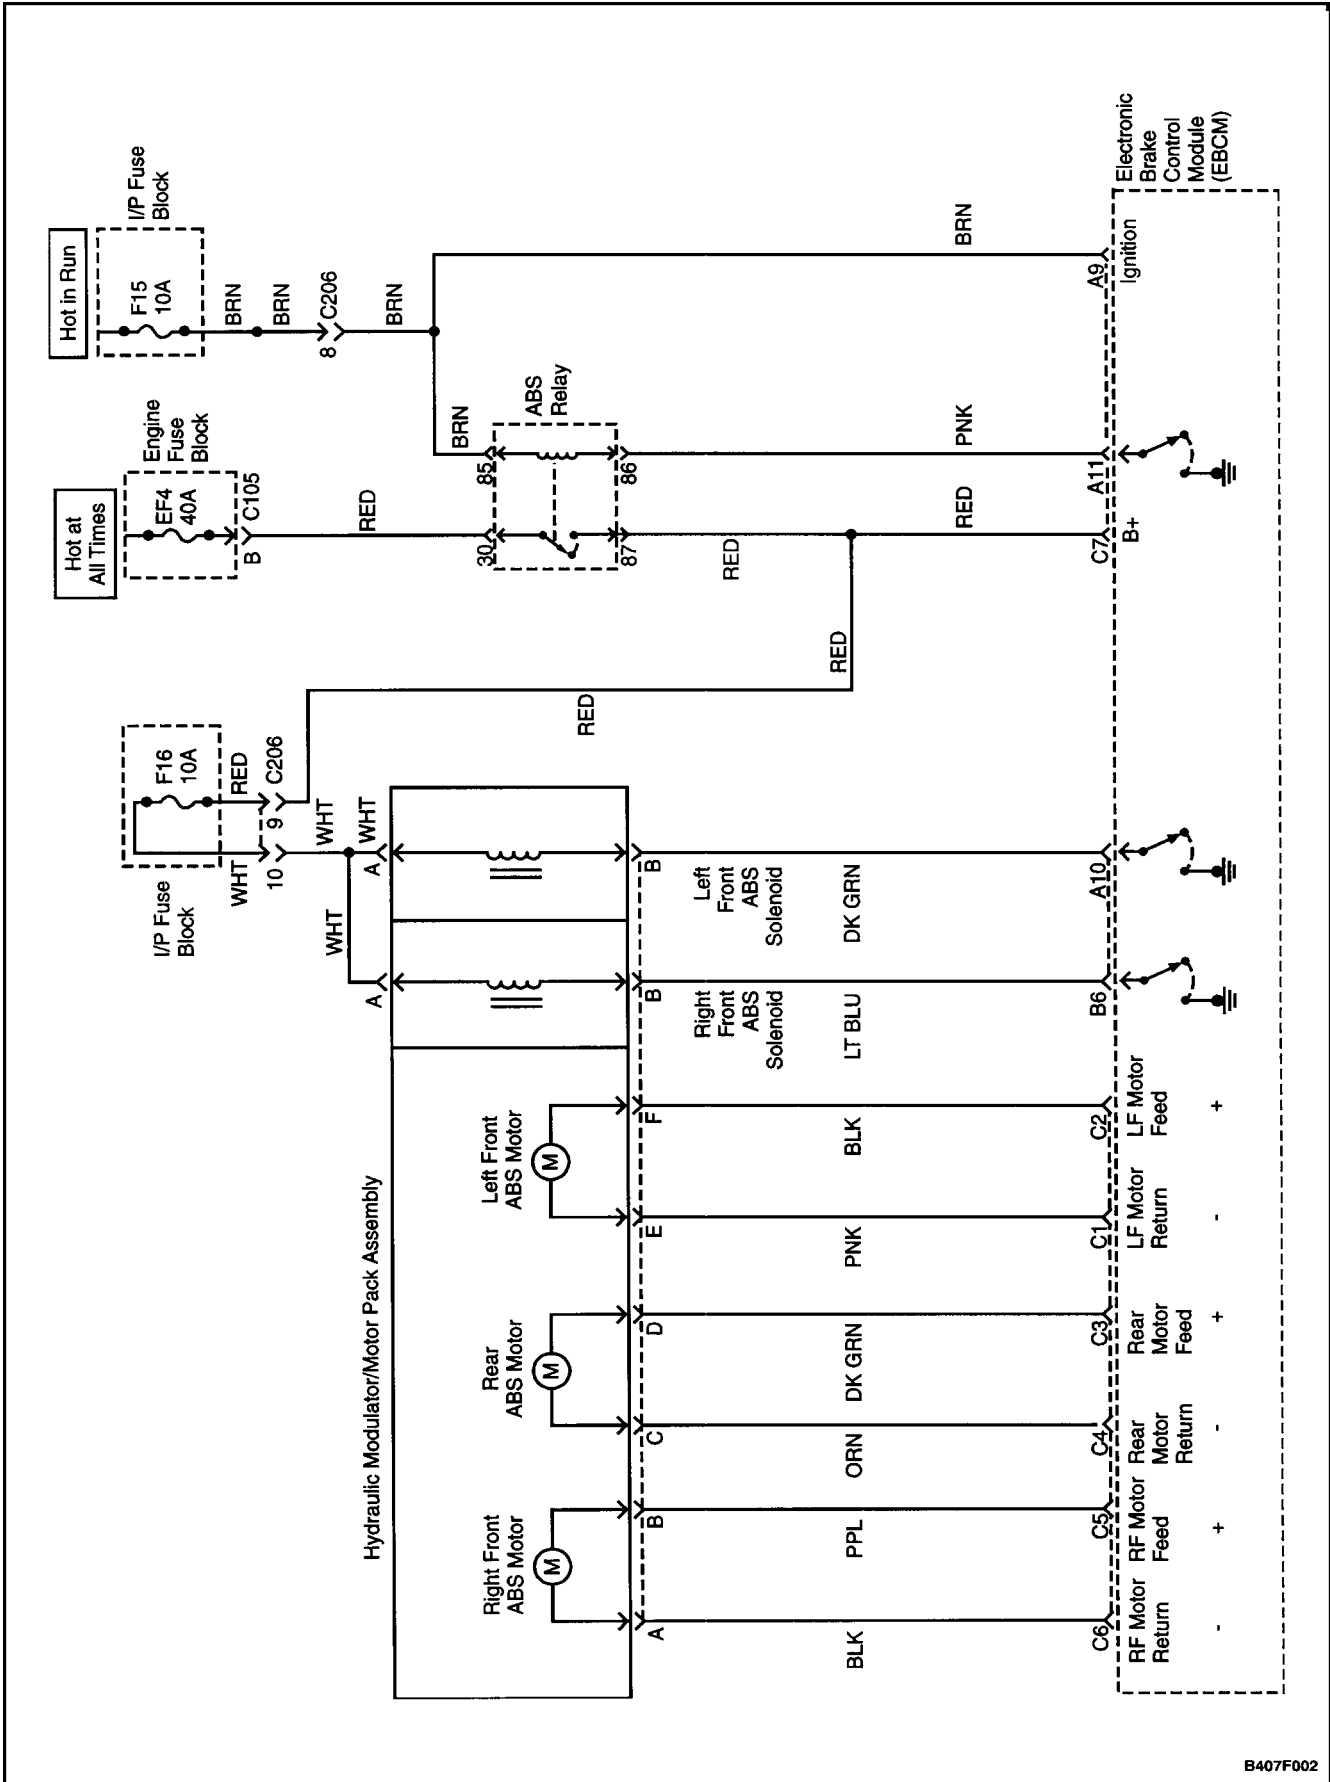 Hot in Run
I/P Fuse
Block
F15
10A
BRN
BRN
C206
8
BRN
BRN
BRN
Hot at
All Times
Engine
Fuse
Block
EF4
40A
C105
B
RED
ABS
Relay
85
86
30
87
PNK
RED
RED
RED
RED
I/P Fuse
Block
F16
10A
RED
C206
9
WHT
10
WHT
WHT
WHT
A
A
B
B
Left
Front
ABS
Solenoid
DK GRN
Right
Front
ABS
Solenoid
LT BLU
Hydraulic Modulator/Motor Pack Assembly
Left Front
ABS Motor
M
F
E
BLK
PNK
Rear
ABS Motor
M
D
C
DK GRN
ORN
Right Front
ABS Motor
M
B
A
PPL
BLK
Electronic
Brake
Control
Module
(EBCM)
A9
Ignition
A11
C7
B+
A10
B6
C2
LF Motor
Feed
+
C1
LF Motor
Return
-
C3
Rear
Motor
Feed
+
C4
Rear
Motor
Return
-
C5
RF Motor
Feed
+
C6
RF Motor
Return
-
B407F002